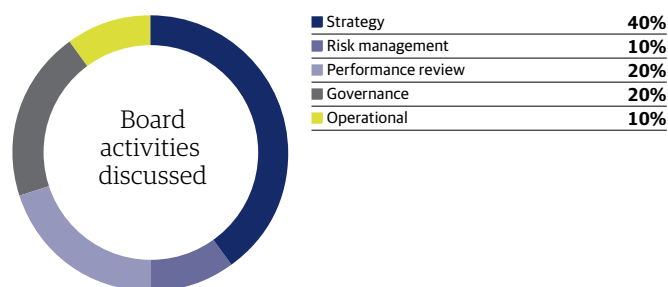 Board
activities
discussed
Strategy 40%
Risk management 10%
Performance review 20%
Governance 20%
Operational 10%